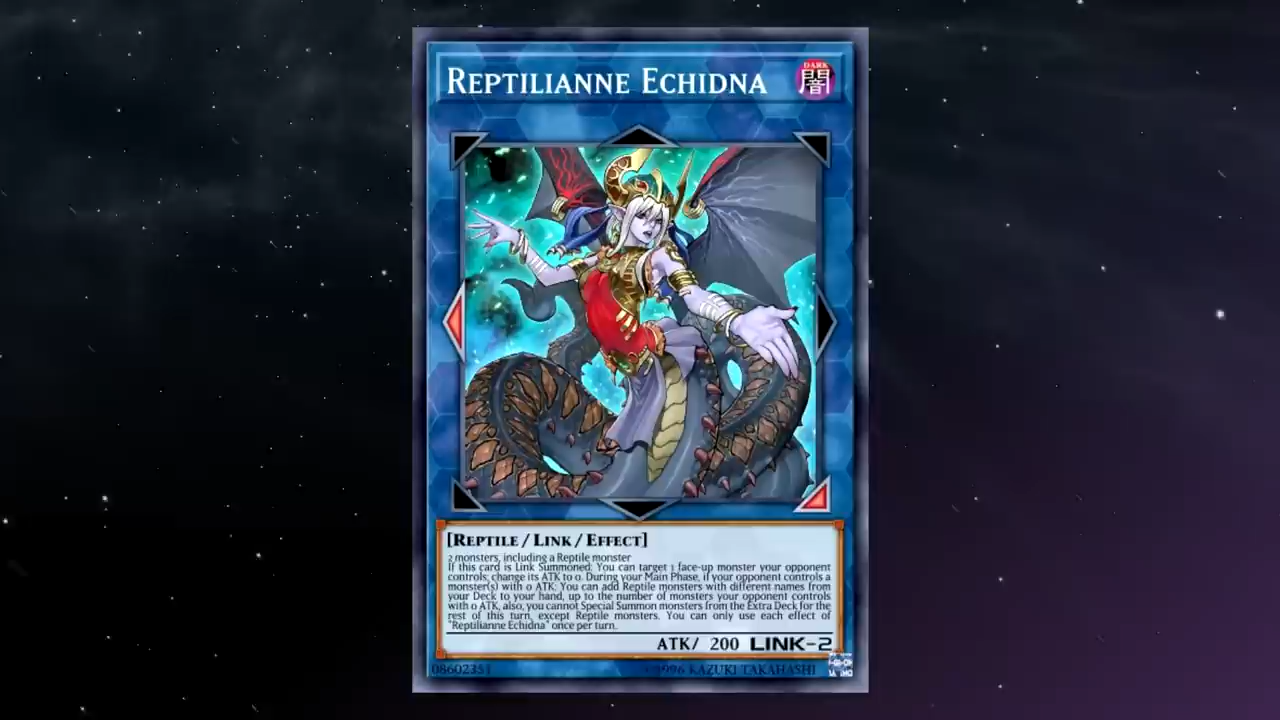 REPTILIANNE ECHIDNA
DARK
闇
[REPTILE / LINK / EFFECT]
2 monsters, including a Reptile monster
If this card is Link Summoned: You can target 1 face-up monster your opponent
controls; change its ATK to 0. During your Main Phase, if your opponent controls a
monster(s) with 0 ATK: You can add Reptile monsters with different names from
your Deck to your hand, up to the number of monsters your opponent controls
with 0 ATK, also, you cannot Special Summon monsters from the Extra Deck for the
rest of this turn, except Reptile monsters. You can only use each effect of
"Reptilianne Echidna" once per turn.
ATK/ 200 LINK-2
08602351
1996 KAZUKI TAKAHASHI